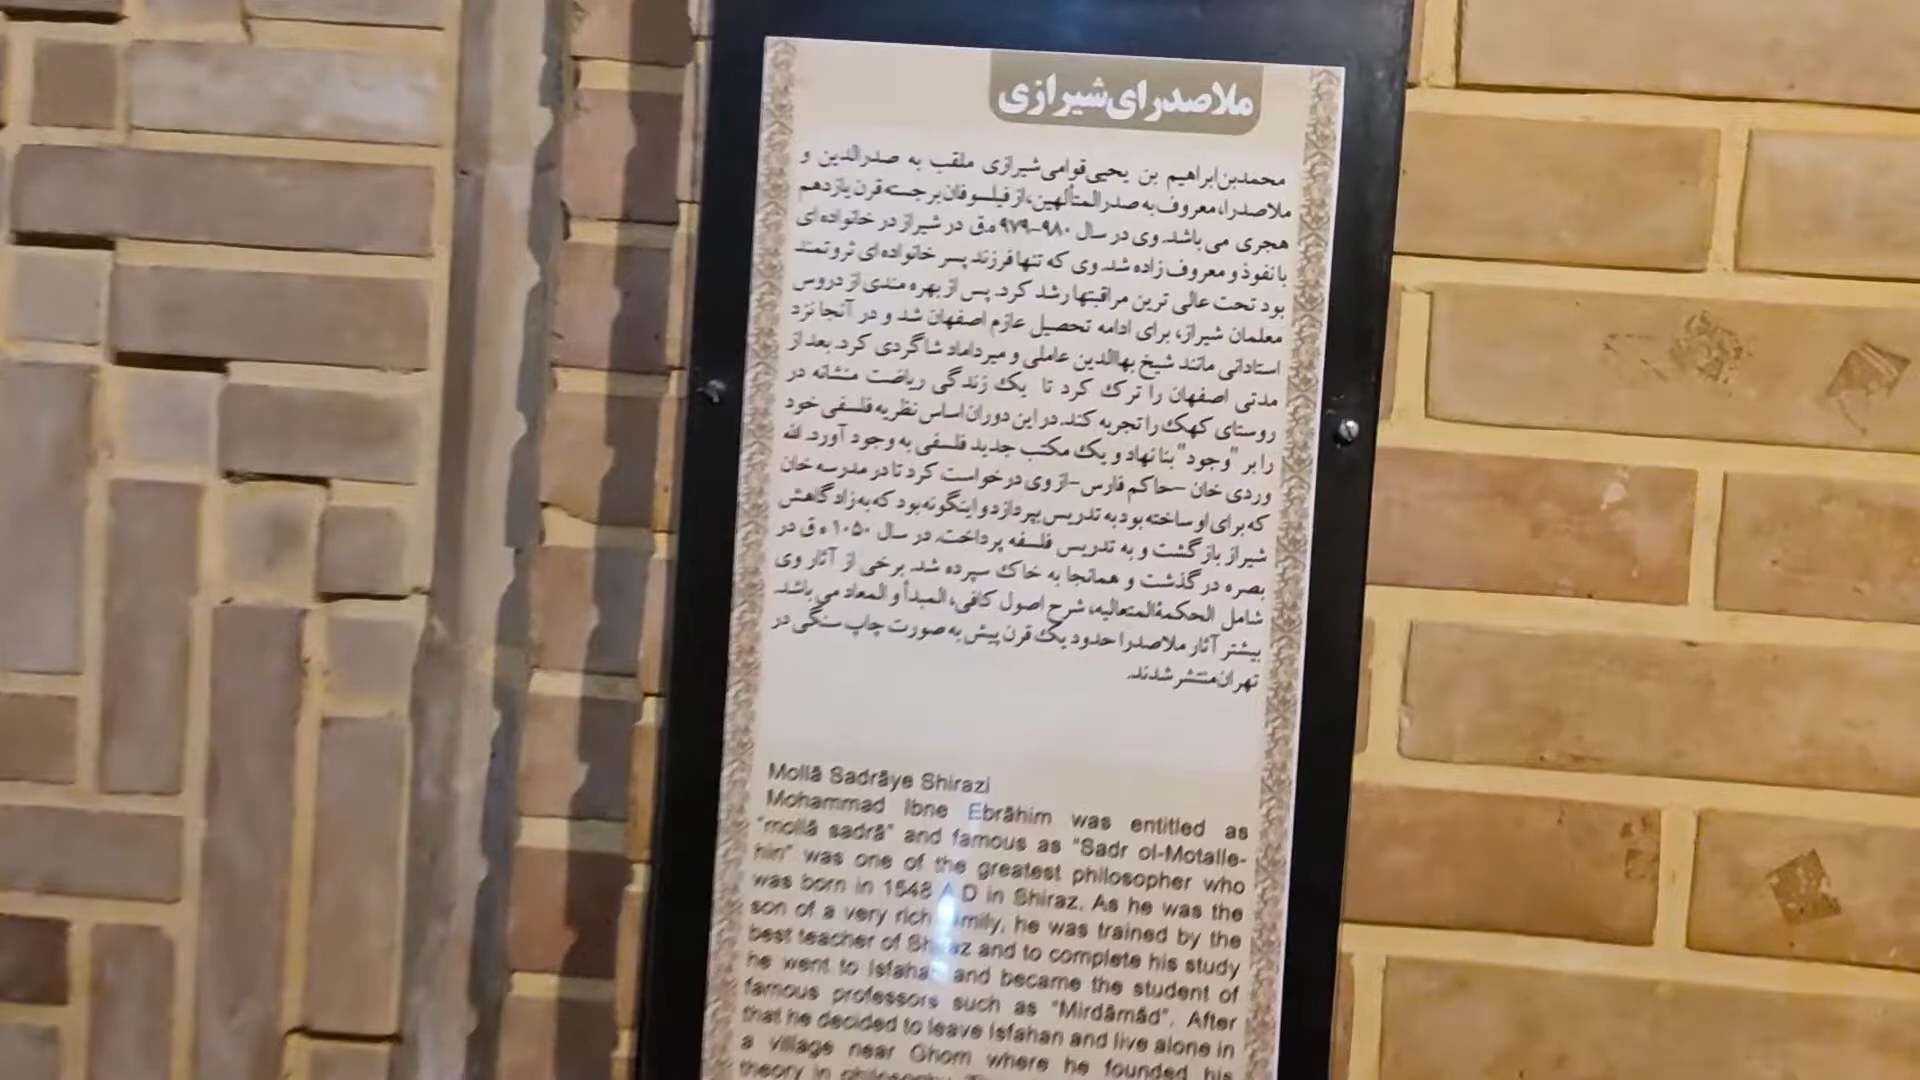 ملاصدرای شیرازی
محمدبن ابراهیم بن یحیی قوامی شیرازی ملقب به صدرالدین و
ملاصدرا، معروف به صدرالمتألهین، از فیلسوفان برجسته قرن یازدهم
هجری می باشد. وی در سال ۹۸۰-۹۷۹ ه.ق در شیراز در خانواده ای
با نفوذ و معروف زاده شد. وی که تنها فرزند پسر خانواده ای ثروتمند
بود تحت عالی ترین مراقبتها رشد کرد. پس از بهره مندی از دروس
معلمان شیراز، برای ادامه تحصیل عازم اصفهان شد و در آنجا نزد
استادانی مانند شیخ بهاالدین عاملی و میرداماد شاگردی کرد. بعد از
مدتی اصفهان را ترک کرد تا یک زندگی ریاضت منشانه در
روستای کهک را تجربه کند. در این دوران اساس نظریه فلسفی خود
را بر "وجود" بنا نهاد و یک مکتب جدید فلسفی به وجود آورد. الله
وردی خان -حاکم فارس- از وی درخواست کرد تا در مدرسه خان
که برای او ساخته بود به تدریس بپردازد و اینگونه بود که به زادگاهش
شیراز بازگشت و به تدریس فلسفه پرداخت. در سال ۱۰۵۰ ه ق در
بصره درگذشت و همانجا به خاک سپرده شد. برخی از آثار وی
شامل الحکمةالمتعالیه، شرح اصول کافی، المبدأ و المعاد می باشد.
بیشتر آثار ملاصدرا حدود یک قرن پیش به صورت چاپ سنگی در
تهران منتشر شدند.
Mollā Sadrāye Shirazi
Mohammad Ibne Ebrāhim was entitled as
"mollā sadrā" and famous as "Sadr ol-Motalle-
hin" was one of the greatest philosopher who
was born in 1548 A.D in Shiraz. As he was the
son of a very rich family, he was trained by the
best teacher of Shiraz and to complete his study
he went to Isfahan and became the student of
famous professors such as "Mirdāmād". After
that he decided to leave Isfahan and live alone in
a village near Ghom where he founded his
theory in philosophy.